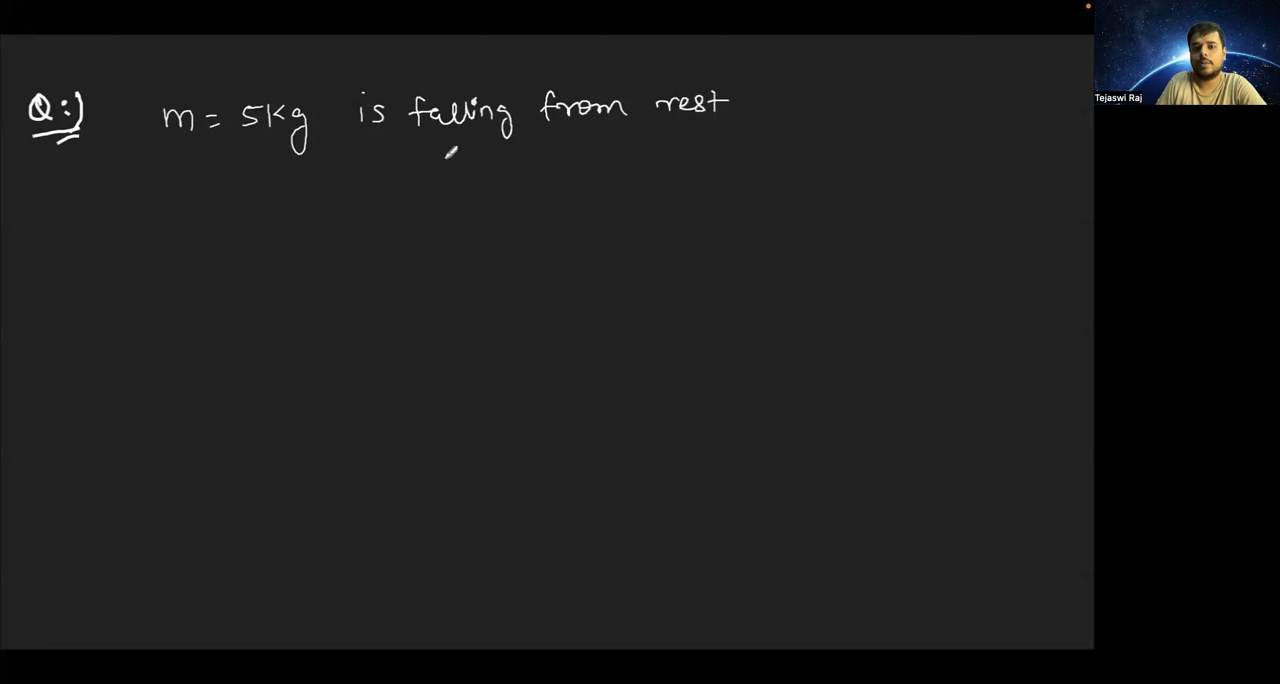 Q:) m = 5Kg is falling from rest
Tejaswi Raj